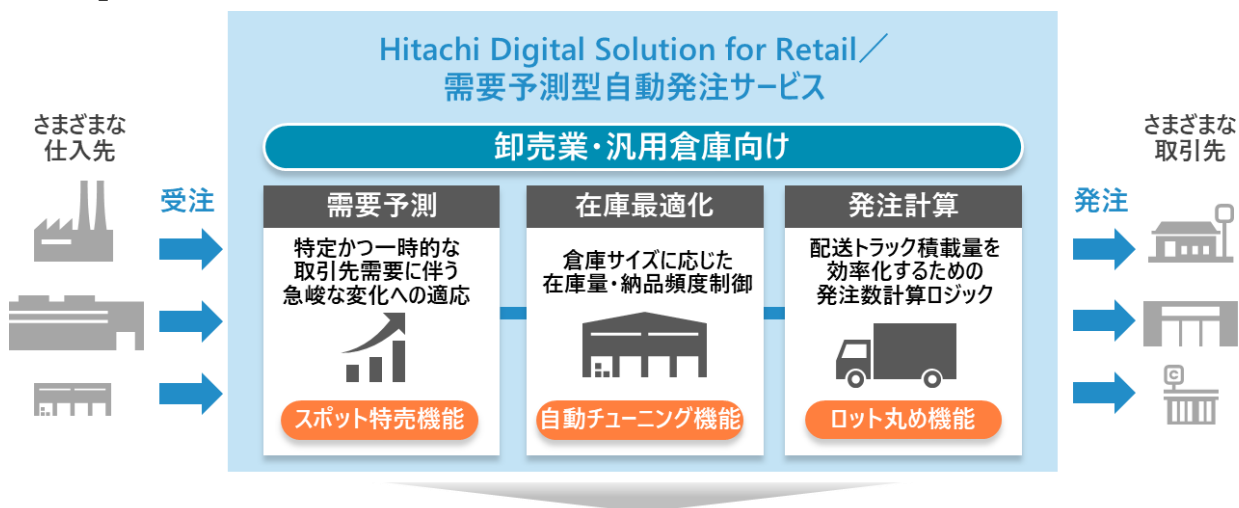 Hitachi Digital Solution for Retail／
需要予測型自動発注サービス
卸売業・汎用倉庫向け
さまざまな
仕入先
受注
需要予測
特定かつ一時的な
取引先需要に伴う
急峻な変化への適応
スポット特売機能
在庫最適化
倉庫サイズに応じた
在庫量・納品頻度制御
自動チューニング機能
発注計算
配送トラック積載量を
効率化するための
発注数計算ロジック
ロット丸め機能
さまざまな
取引先
発注
C